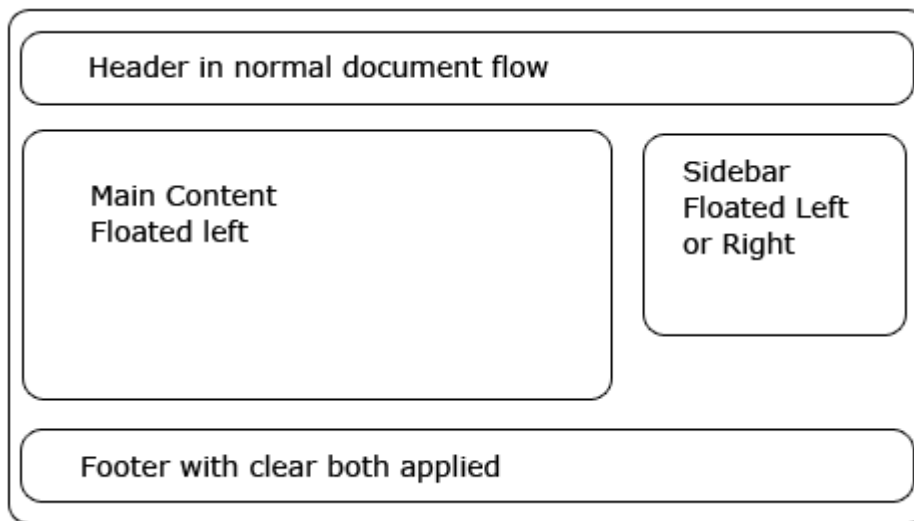 Header in normal document flow
Main Content
Floated left
Sidebar
Floated Left
or Right
Footer with clear both applied